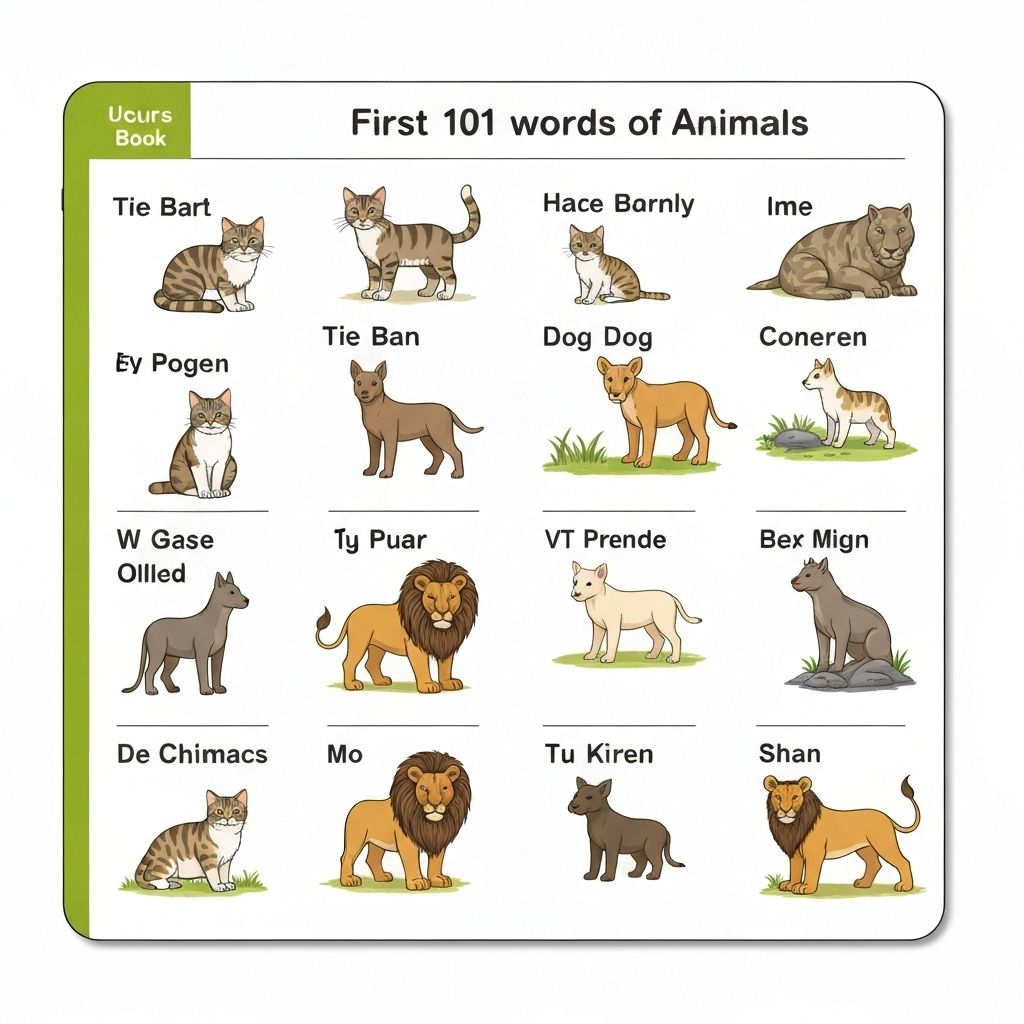 Ucurs
Book
First 101 words of Animals
Tie Bart
Hace Barnly
Ime
Ey Pogen
Tie Ban
Dog Dog
Coneren
W Gase
Ollled
Ty Puar
VT Prende
Bex Mign
De Chimacs
Mo
Tu Kiren
Shan